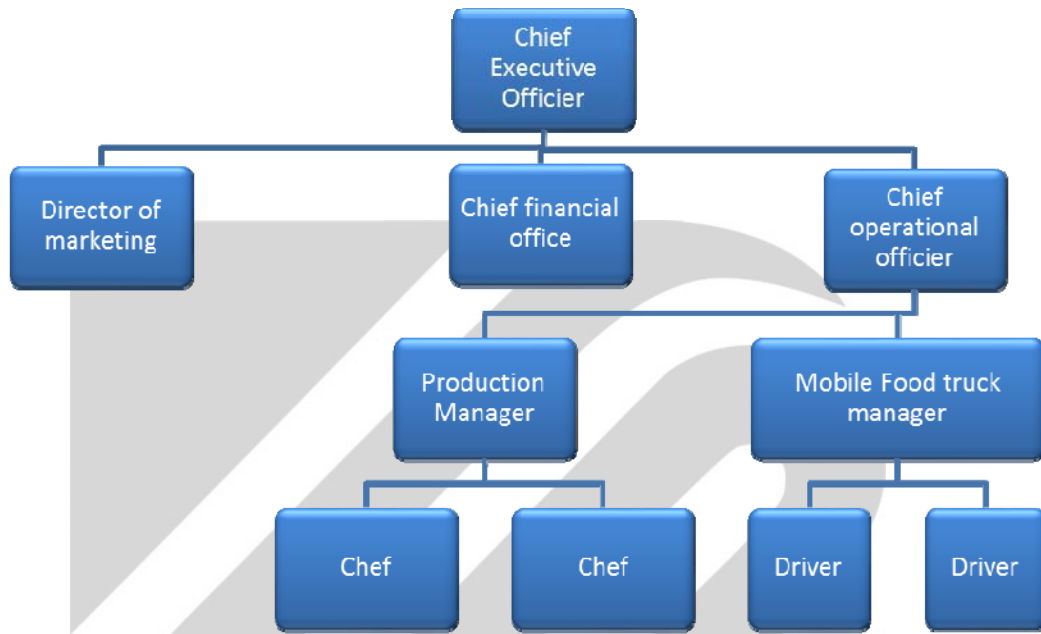 Chief
Executive
Officier
Director of
marketing
Chief financial
office
Chief
operational
officier
Production
Manager
Mobile Food truck
manager
Chef
Chef
Driver
Driver